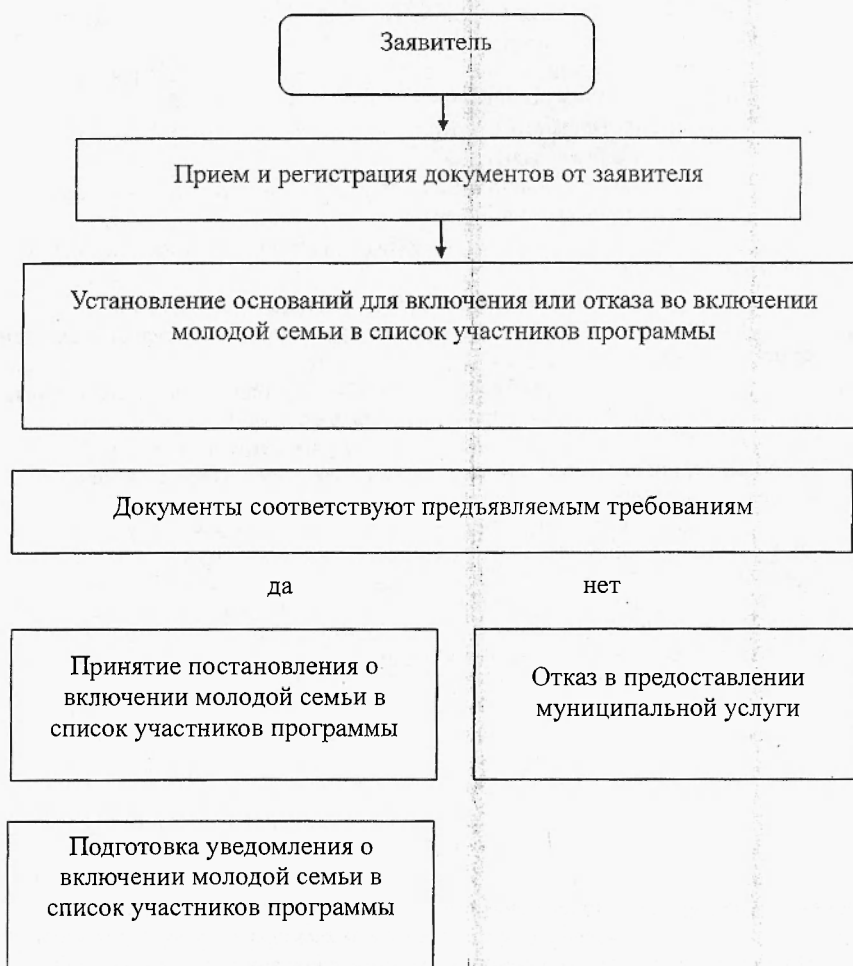 Заявитель
Прием и регистрация документов от заявителя
Установление оснований для включения или отказа во включении
молодой семьи в список участников программы
Документы соответствуют предъявляемым требованиям
да
нет
Принятие постановления о
включении молодой семьи в
список участников программы
Отказ в предоставлении
муниципальной услуги
Подготовка уведомления о
включении молодой семьи в
список участников программы